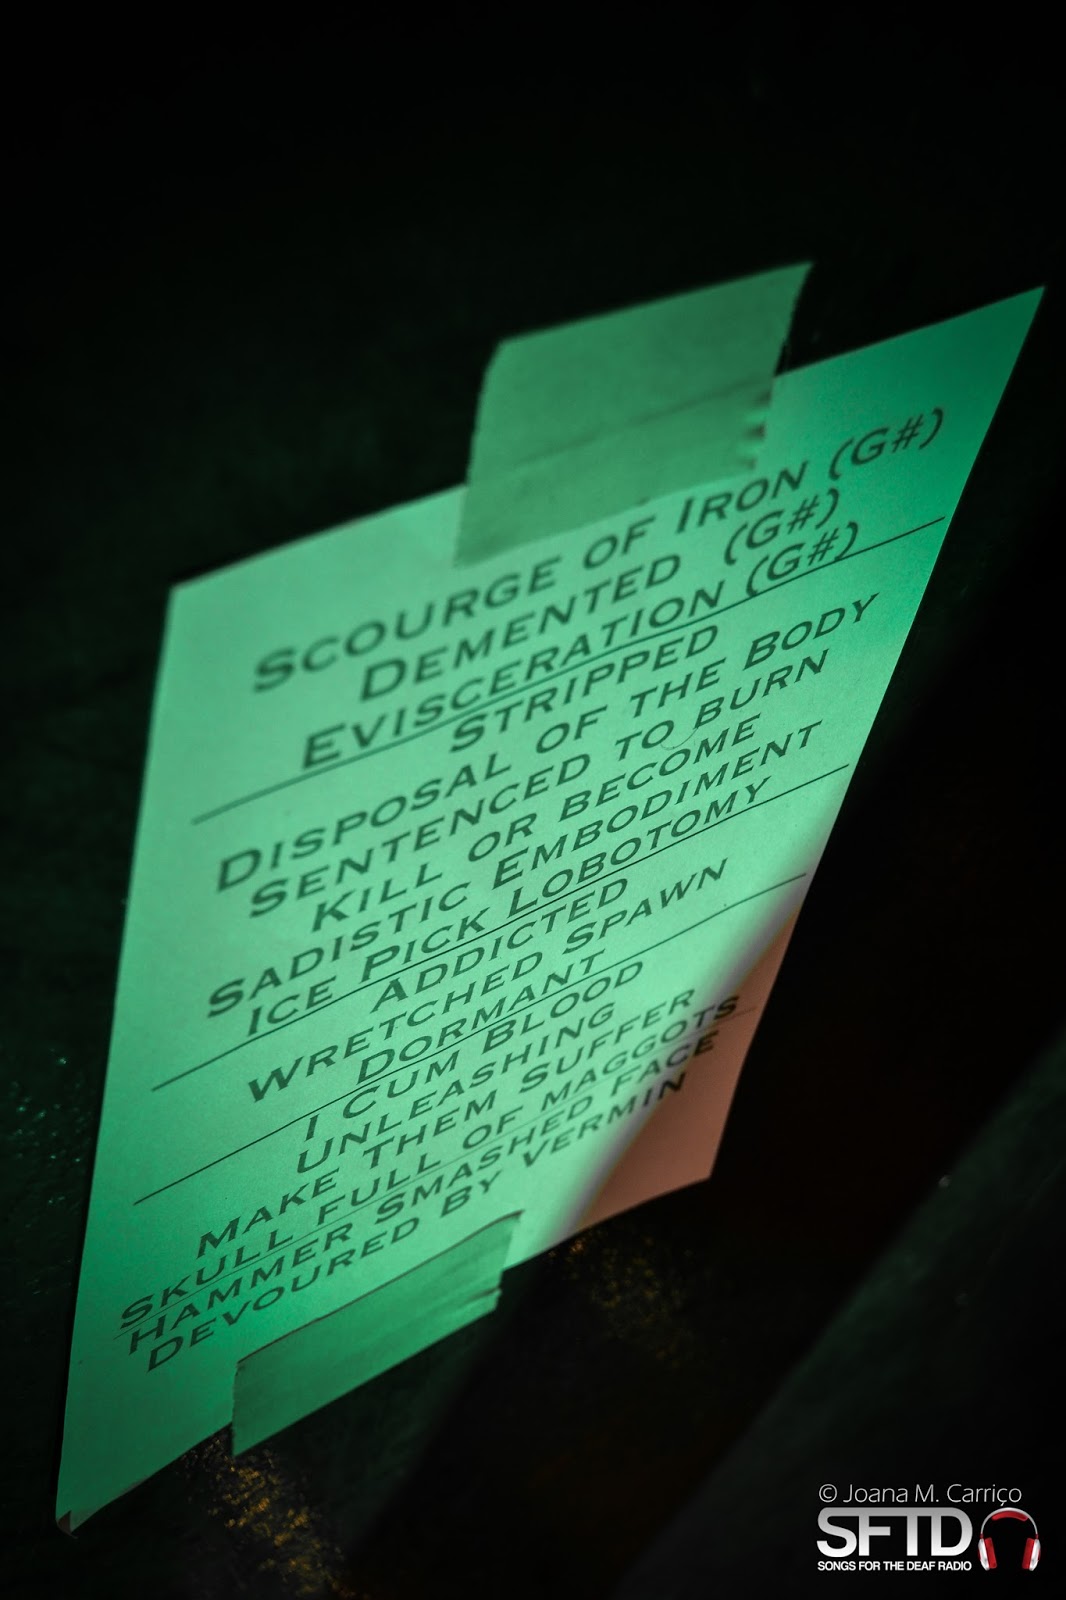 SCOURGE OF IRON (G#)
DEMENTED (G#)
EVISCERATION (G#)
STRIPPED
DISPOSAL OF THE BODY
SENTENCED TO BURN
KILL OR BECOME
SADISTIC EMBODIMENT
ICE PICK LOBOTOMY
ADDICTED
WRETCHED SPAWN
DORMANT
I CUM BLOOD
UNLEASHING
MAKE THEM SUFFER
SKULL FULL OF MAGGOTS
HAMMER SMASHED FACE
DEVOURED BY VERMIN
© Joana M. Carriço
SFTD
SONGS FOR THE DEAF RADIO